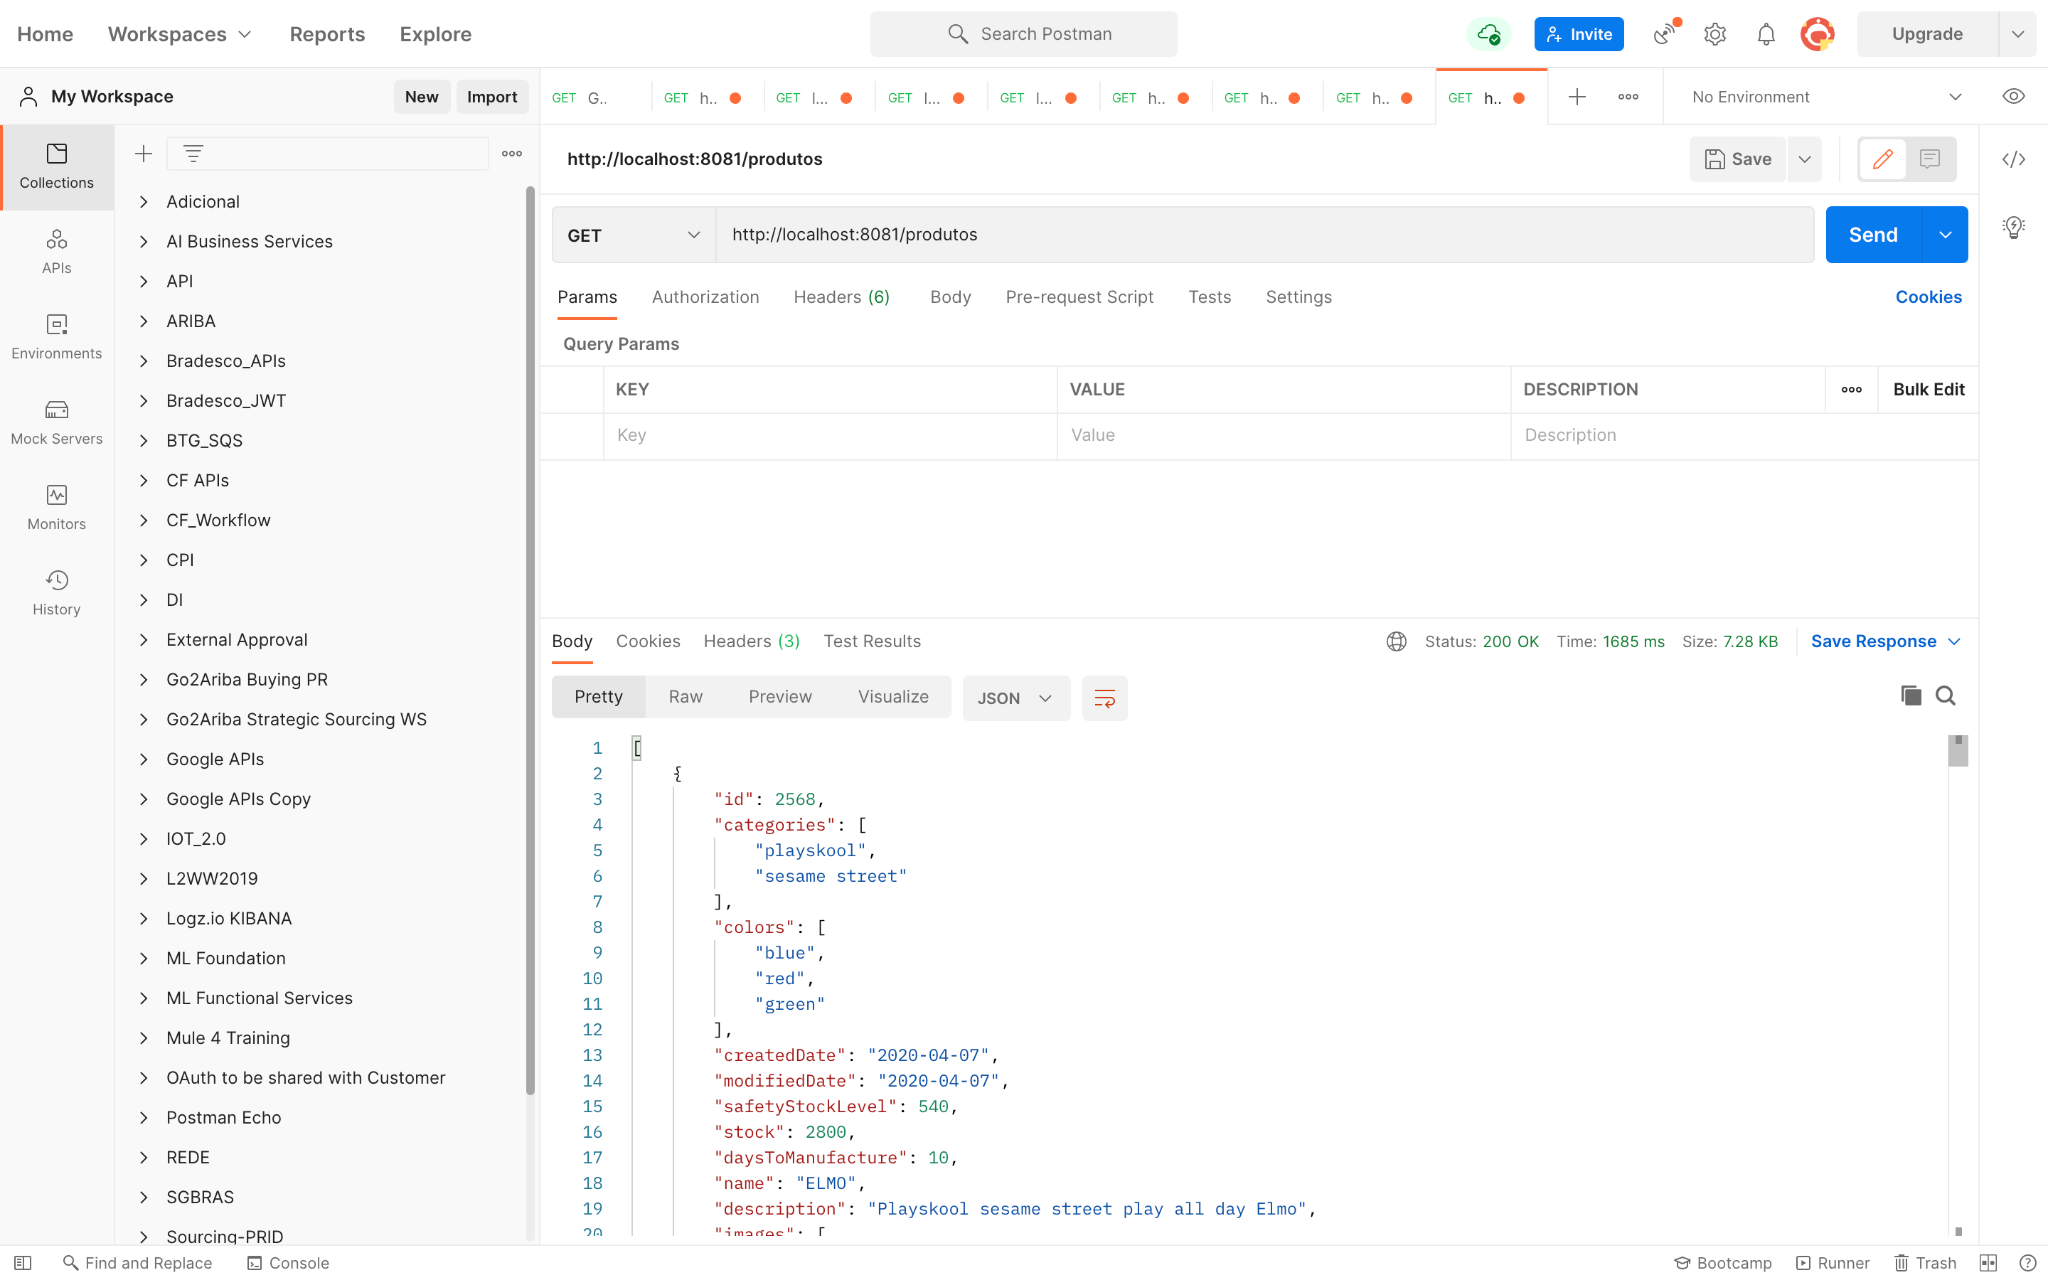 Home Workspaces Reports Explore Search Postman Invite Upgrade
My Workspace New Import
GET G.. GET h.. GET l... GET l... GET l... GET h.. GET h.. GET h.. GET h.. No Environment
Collections
APIs
Environments
Mock Servers
Monitors
History
Adicional
AI Business Services
API
ARIBA
Bradesco_APIs
Bradesco_JWT
BTG_SQS
CF APIs
CF_Workflow
CPI
DI
External Approval
Go2Ariba Buying PR
Go2Ariba Strategic Sourcing WS
Google APIs
Google APIs Copy
IOT_2.0
L2WW2019
Logz.io KIBANA
ML Foundation
ML Functional Services
Mule 4 Training
OAuth to be shared with Customer
Postman Echo
REDE
SGBRAS
Sourcing-PRID
http://localhost:8081/produtos Save
GET http://localhost:8081/produtos Send
Params Authorization Headers (6) Body Pre-request Script Tests Settings Cookies
Query Params
KEY VALUE DESCRIPTION Bulk Edit
Key Value Description
Body Cookies Headers (3) Test Results Status: 200 OK Time: 1685 ms Size: 7.28 KB Save Response
Pretty Raw Preview Visualize JSON
1 [
2 {
3 "id": 2568,
4 "categories": [
5 "playskool",
6 "sesame street"
7 ],
8 "colors": [
9 "blue",
10 "red",
11 "green"
12 ],
13 "createdDate": "2020-04-07",
14 "modifiedDate": "2020-04-07",
15 "safetyStockLevel": 540,
16 "stock": 2800,
17 "daysToManufacture": 10,
18 "name": "ELMO",
19 "description": "Playskool sesame street play all day Elmo",
20 "images": [
Find and Replace Console Bootcamp Runner Trash